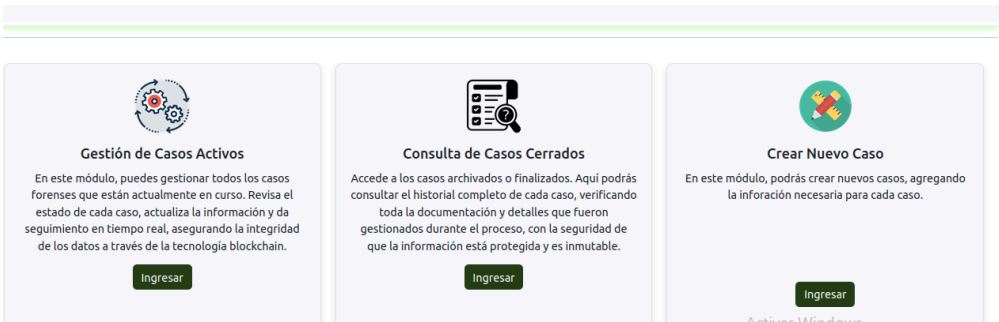 Gestión de Casos Activos
En este módulo, puedes gestionar todos los casos
forenses que están actualmente en curso. Revisa el
estado de cada caso, actualiza la información y da
seguimiento en tiempo real, asegurando la integridad
de los datos a través de la tecnología blockchain.
Ingresar
Consulta de Casos Cerrados
Accede a los casos archivados o finalizados. Aquí podrás
consultar el historial completo de cada caso, verificando
toda la documentación y detalles que fueron
gestionados durante el proceso, con la seguridad de
que la información está protegida y es inmutable.
Ingresar
Crear Nuevo Caso
En este módulo, podrás crear nuevos casos, agregando
la inforación necesaria para cada caso.
Ingresar
Activar Windows